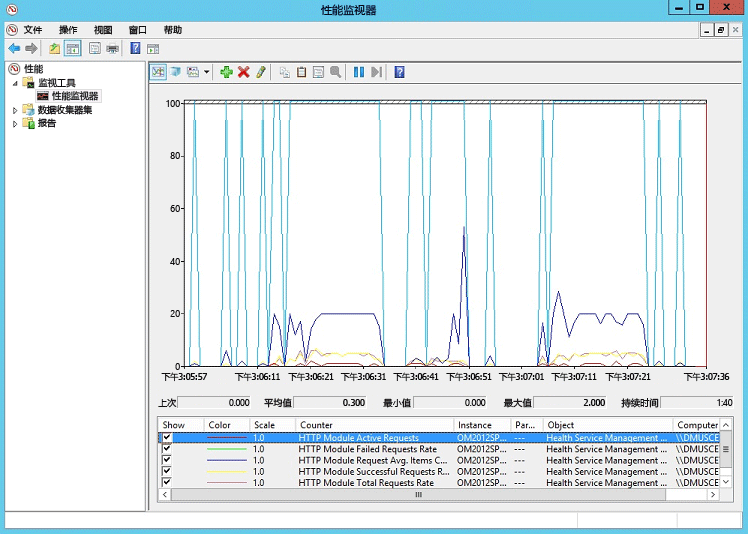 性能监视器
文件 操作 视图 窗口 帮助
性能
监视工具
性能监视器
数据收集器集
报告
100
80
60
40
20
0
下午3:05:57 下午3:06:11 下午3:06:21 下午3:06:31 下午3:06:41 下午3:06:51 下午3:07:01 下午3:07:11 下午3:07:21 下午3:07:36
上次 0.000 平均值 0.300 最小值 0.000 最大值 2.000 持续时间 1:40
Show Color Scale Counter Instance Par... Object Computer
1.0 HTTP Module Active Requests OM2012SP... --- Health Service Management ... \\DMUSCE
1.0 HTTP Module Failed Requests Rate OM2012SP... --- Health Service Management ... \\DMUSCE
1.0 HTTP Module Request Avg. Items C... OM2012SP... --- Health Service Management ... \\DMUSCE
1.0 HTTP Module Successful Requests R... OM2012SP... --- Health Service Management ... \\DMUSCE
1.0 HTTP Module Total Requests Rate OM2012SP... --- Health Service Management ... \\DMUSCE